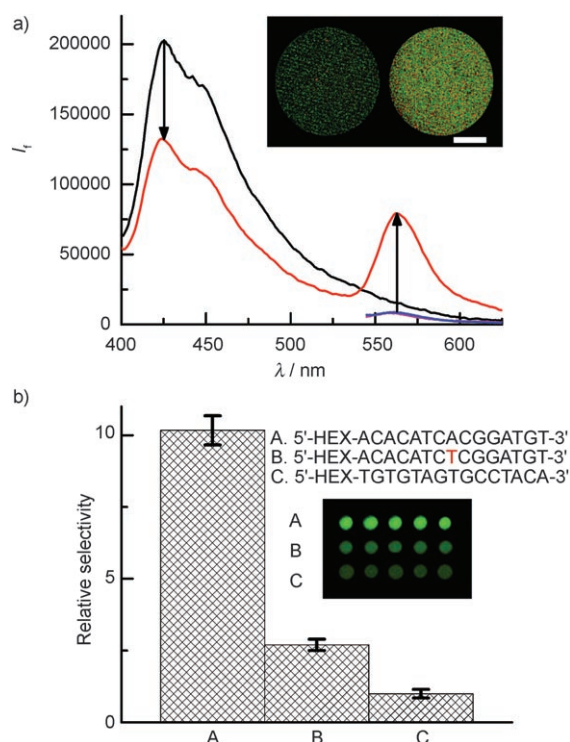 a)
200000
150000
100000
50000
0
I_f
400 450 500 550 600
λ / nm
b)
10
5
0
Relative selectivity
A. 5'-HEX-ACACATCACGGATGT-3'
B. 5'-HEX-ACACATCTCGGATGT-3'
C. 5'-HEX-TGTGTAGTGCCTACA-3'
A
B
C
A B C